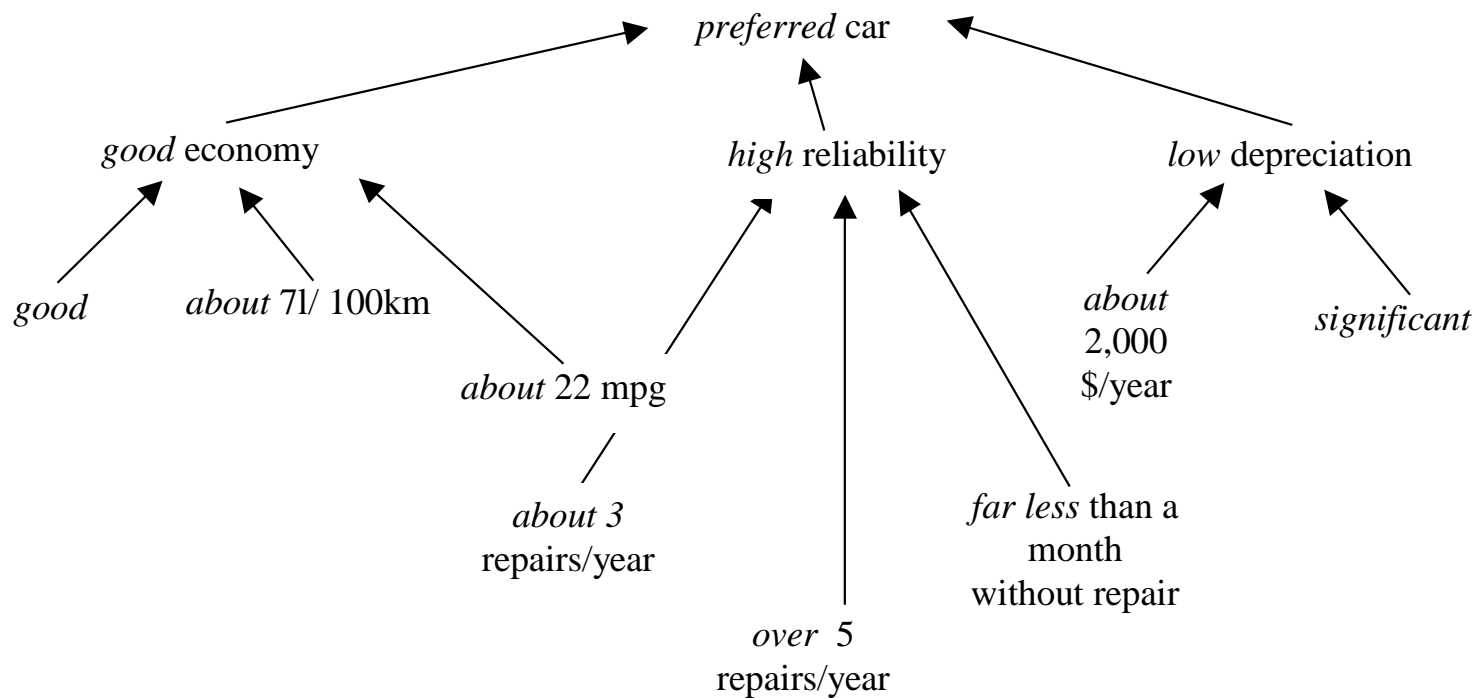 preferred car
good economy
high reliability
low depreciation
good
about 7l/ 100km
about 22 mpg
about
2,000
$/year
significant
about 3
repairs/year
far less than a
month
without repair
over 5
repairs/year